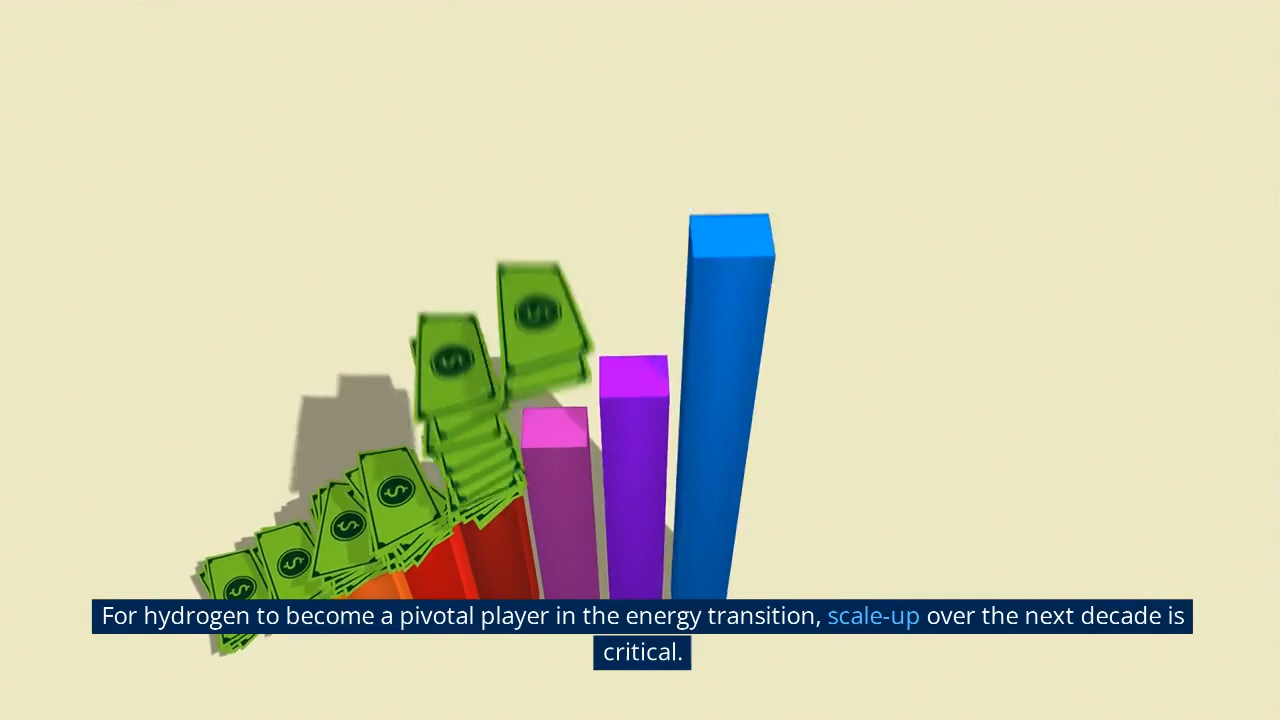 For hydrogen to become a pivotal player in the energy transition, scale-up over the next decade is
critical.